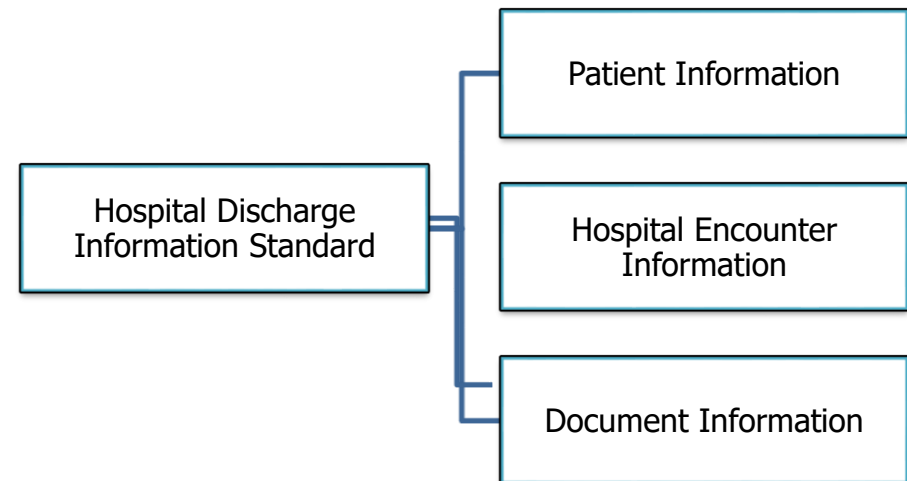 Patient Information
Hospital Discharge
Information Standard
Hospital Encounter
Information
Document Information